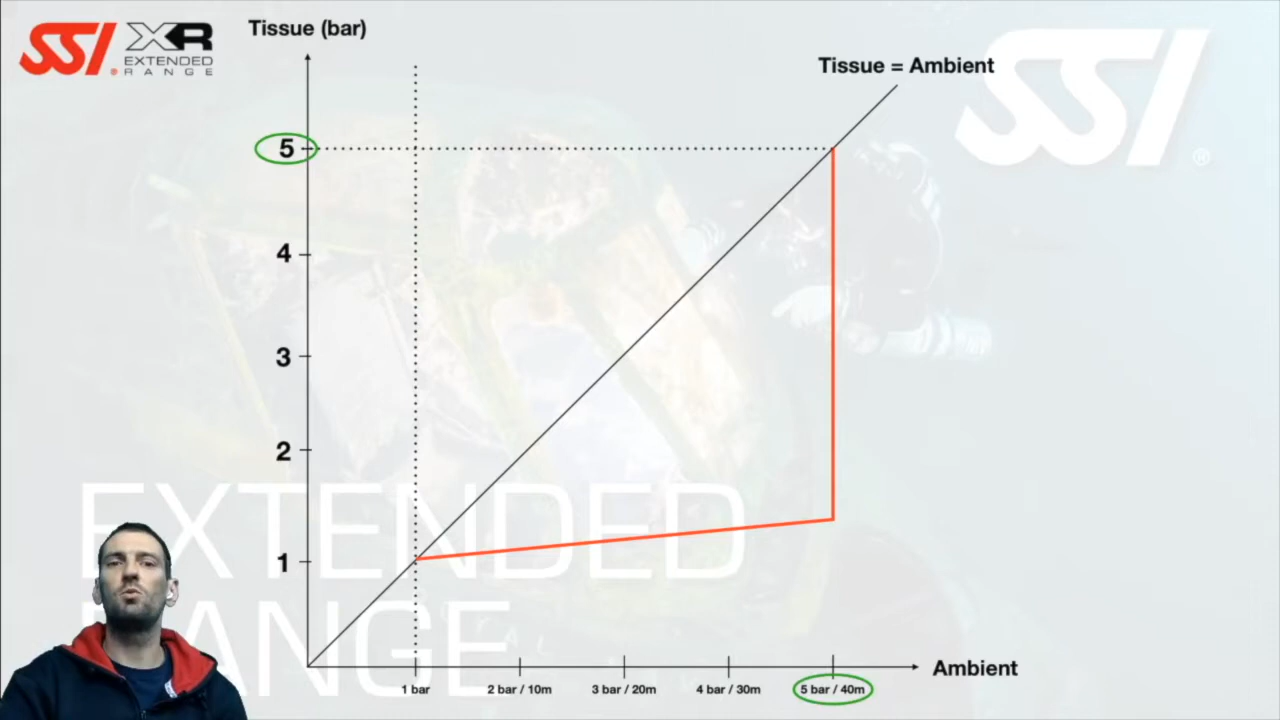 SSI XR
EXTENDED
®RANGE
Tissue (bar)
Tissue = Ambient
SSI®
5
4
3
2
1
EXTENDED
RANGE
Ambient
1 bar
2 bar / 10m
3 bar / 20m
4 bar / 30m
5 bar / 40m